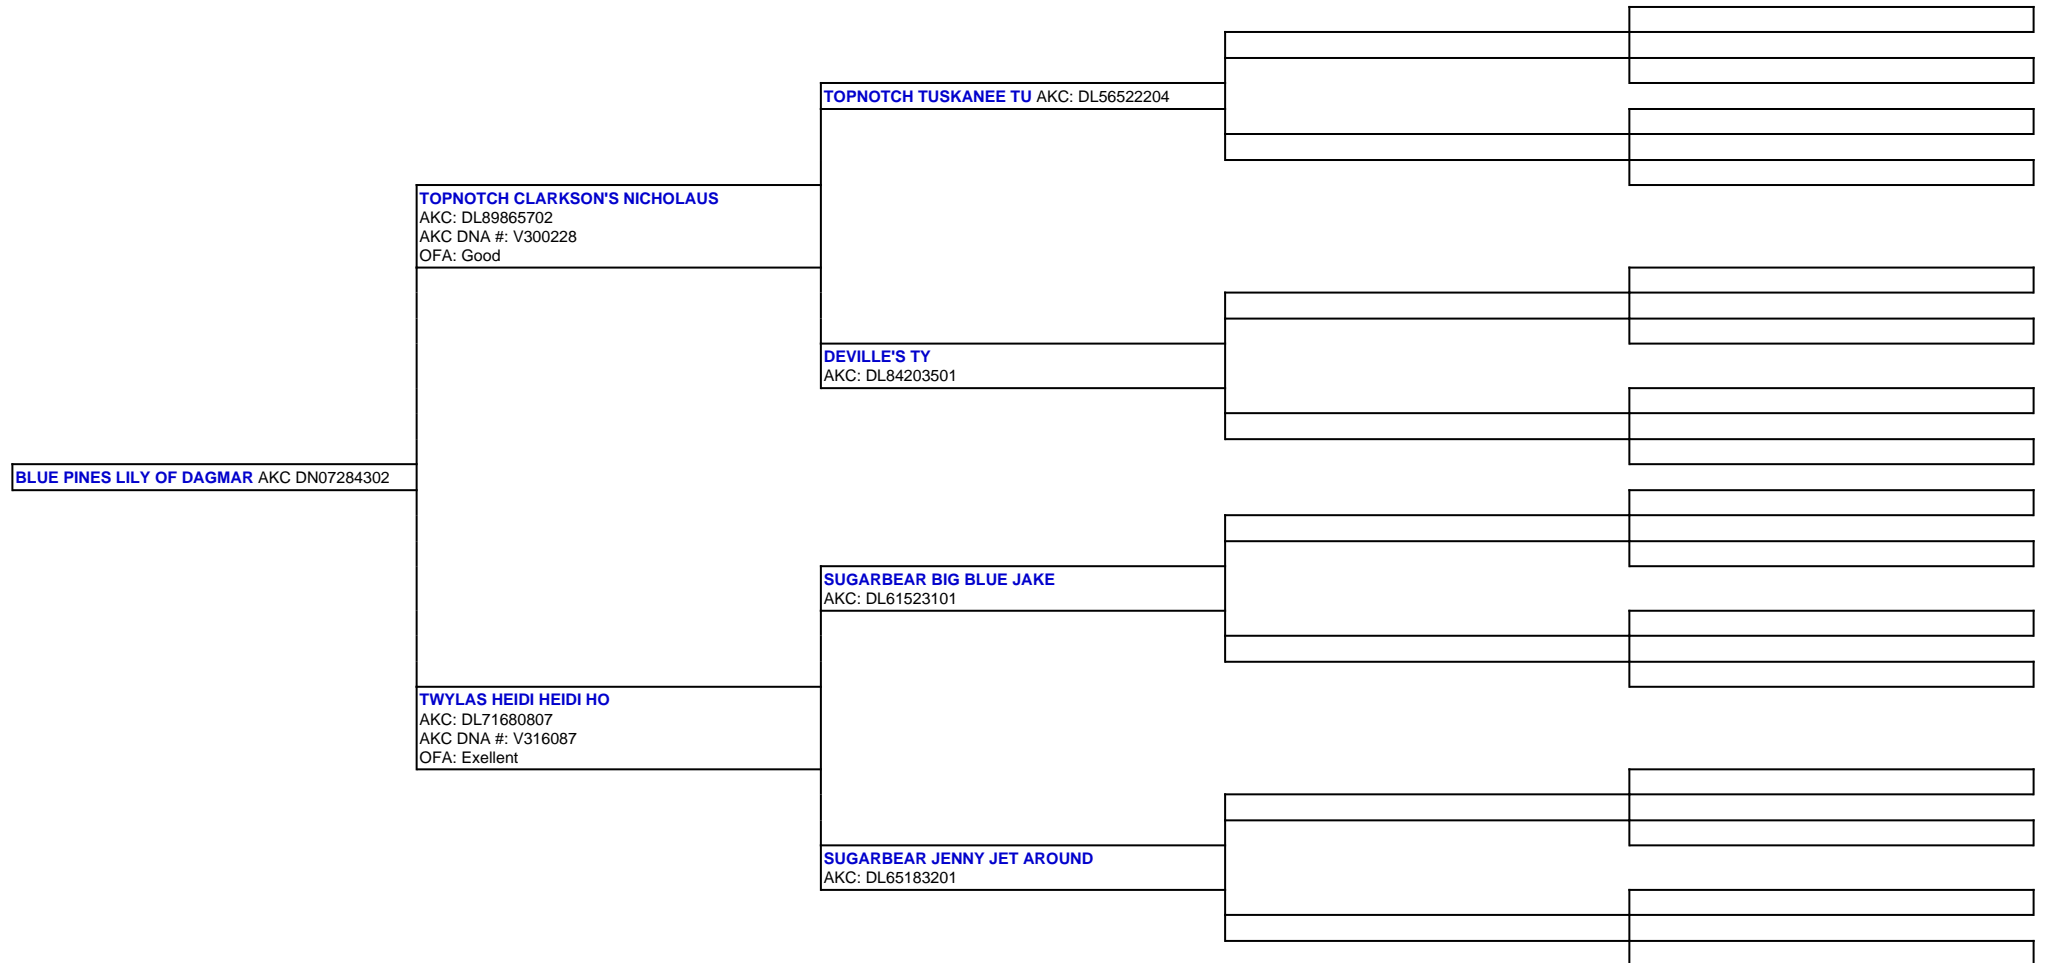 TOPNOTCH TUSKANEE TU AKC: DL56522204
TOPNOTCH CLARKSON'S NICHOLAUS
AKC: DL89865702
AKC DNA #: V300228
OFA: Good
DEVILLE'S TY
AKC: DL84203501
BLUE PINES LILY OF DAGMAR AKC DN07284302
SUGARBEAR BIG BLUE JAKE
AKC: DL61523101
TWYLAS HEIDI HEIDI HO
AKC: DL71680807
AKC DNA #: V316087
OFA: Exellent
SUGARBEAR JENNY JET AROUND
AKC: DL65183201